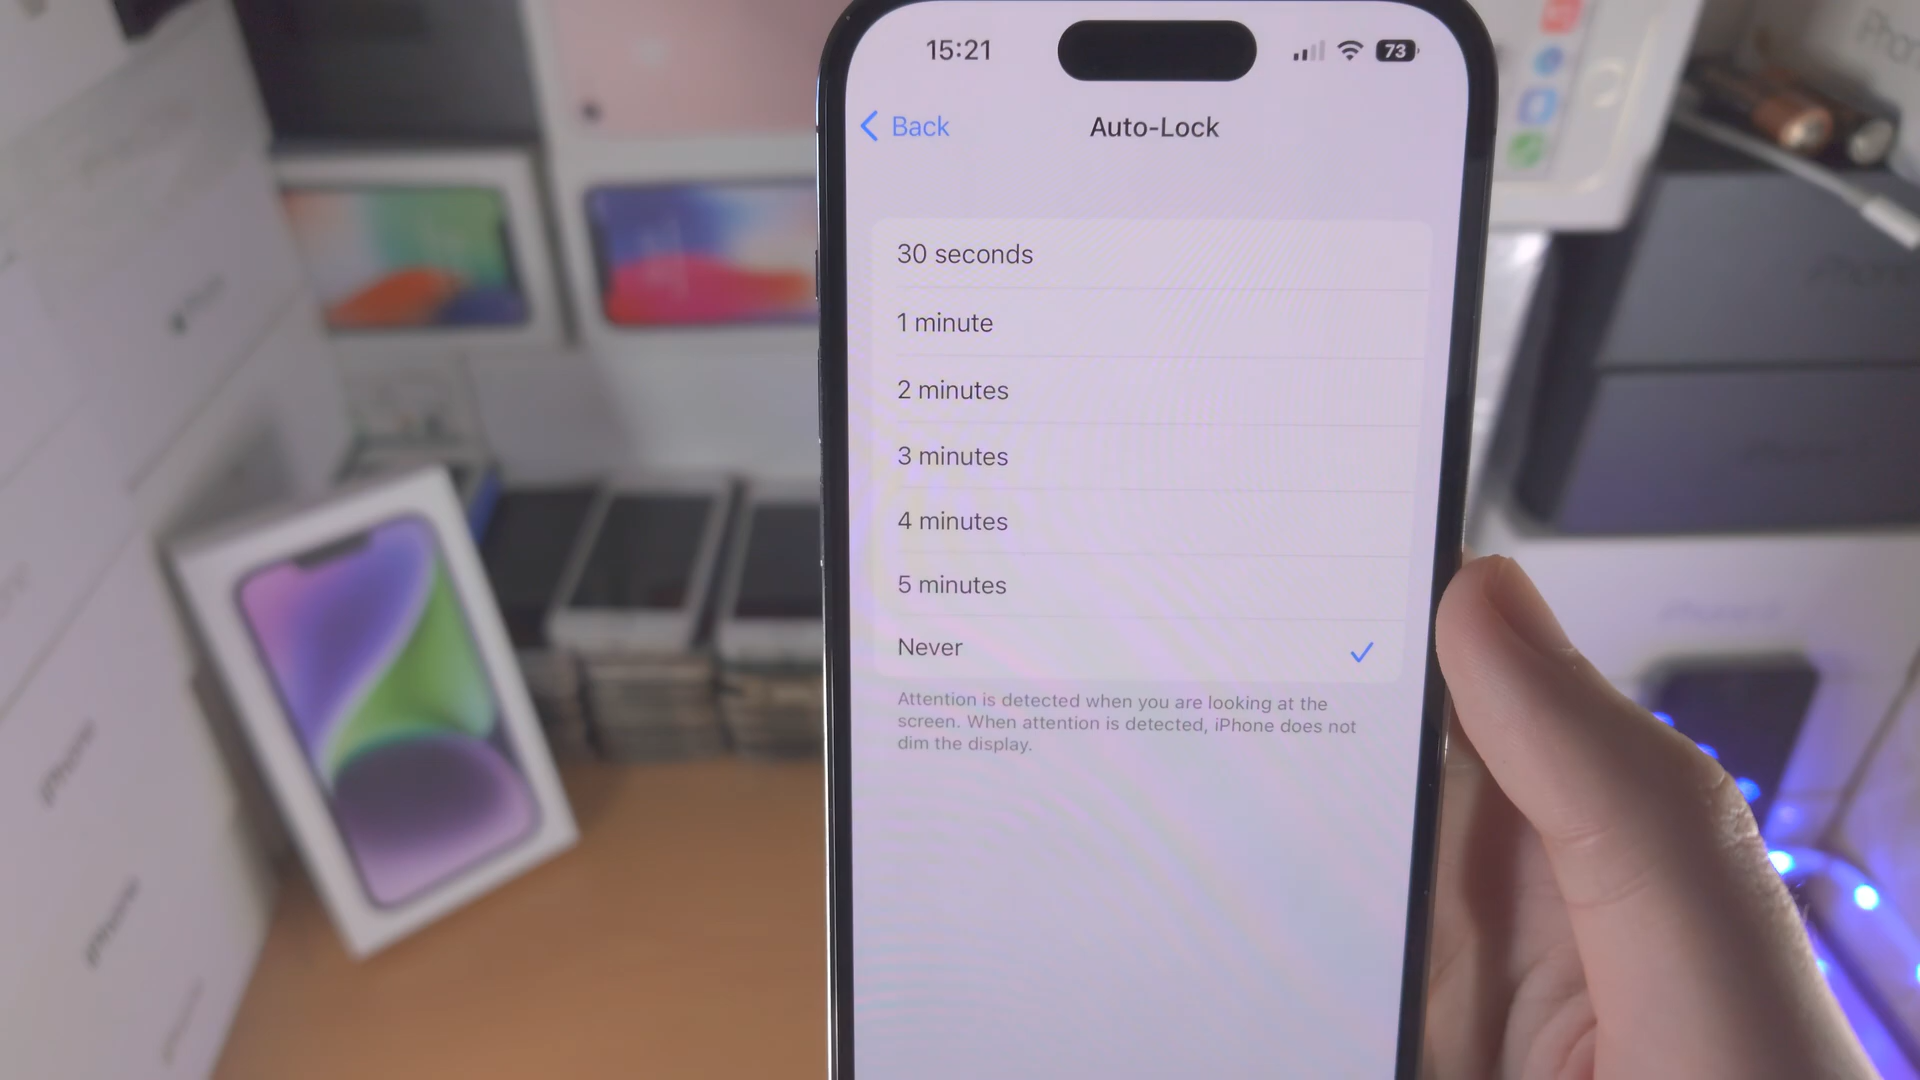 15:21
73
Back
Auto-Lock
30 seconds
1 minute
2 minutes
3 minutes
4 minutes
5 minutes
Never
Attention is detected when you are looking at the
screen. When attention is detected, iPhone does not
dim the display.
iPhone
iPhone